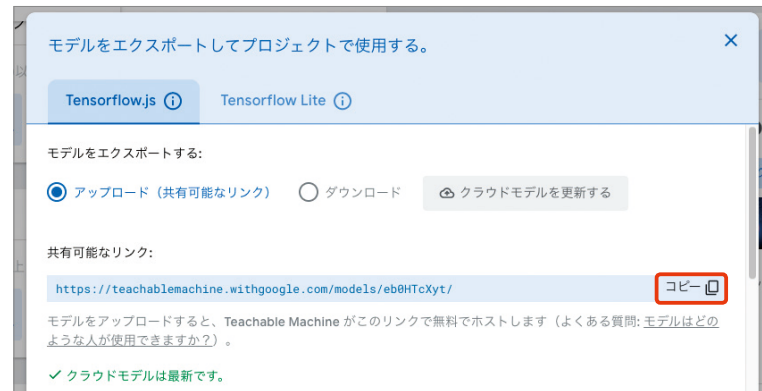 モデルをエクスポートしてプロジェクトで使用する。
Tensorflow.js
Tensorflow Lite
モデルをエクスポートする:
アップロード（共有可能なリンク）
ダウンロード
クラウドモデルを更新する
共有可能なリンク:
https://teachablemachine.withgoogle.com/models/eb0HTcXyt/
コピー
モデルをアップロードすると、Teachable Machine がこのリンクで無料でホストします（よくある質問: モデルはどの
ような人が使用できますか？）。
クラウドモデルは最新です。